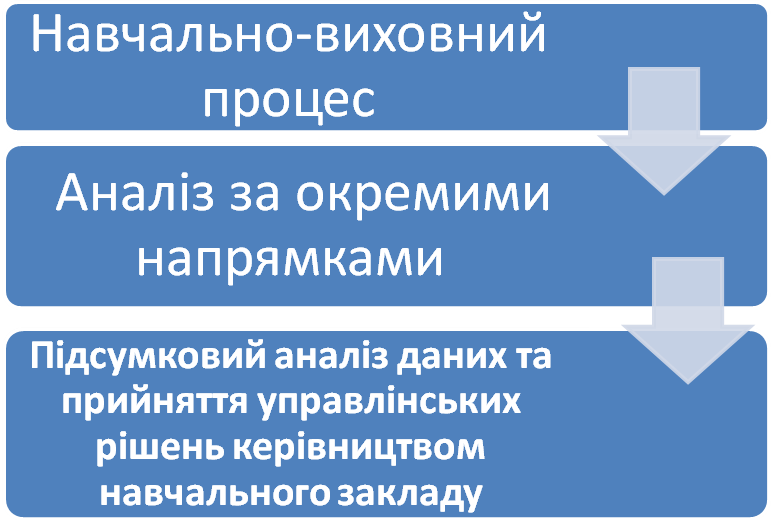 Навчально-виховний
процес
Аналіз за окремими
напрямками
Підсумковий аналіз даних та
прийняття управлінських
рішень керівництвом
навчального закладу